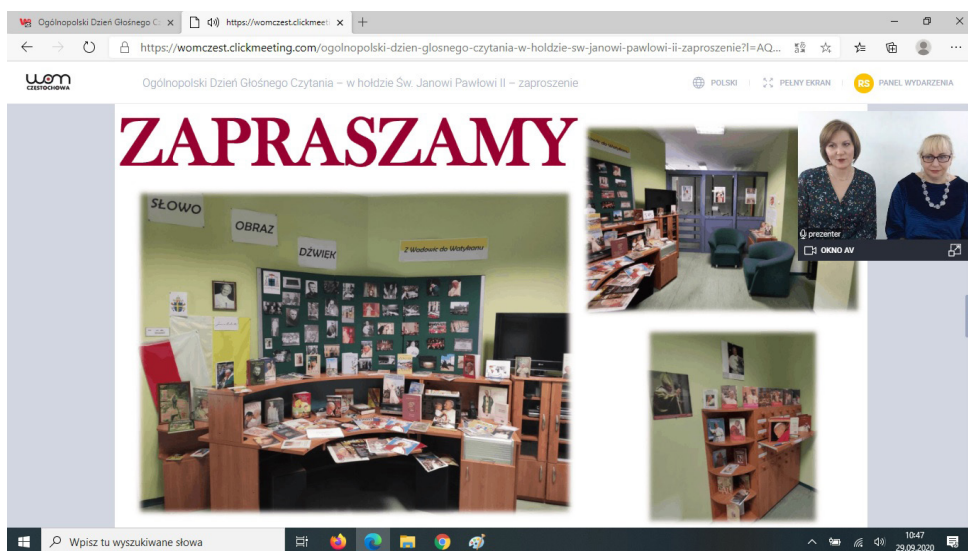 Ogólnopolski Dzień Głośnego C
https://womczest.clickmeeti
https://womczest.clickmeeting.com/ogolnopolski-dzien-glosnego-czytania-w-holdzie-sw-janowi-pawlowi-ii-zaproszenie?l=AQ...
WOM
CZĘSTOCHOWA
Ogólnopolski Dzień Głośnego Czytania – w hołdzie Św. Janowi Pawłowi II – zaproszenie
POLSKI
PEŁNY EKRAN
RS
PANEL WYDARZENIA
ZAPRASZAMY
SŁOWO
OBRAZ
DŹWIĘK
Z Wadowic do Watykanu
prezenter
OKNO AV
Wpisz tu wyszukiwane słowa
10:47
29.09.2020